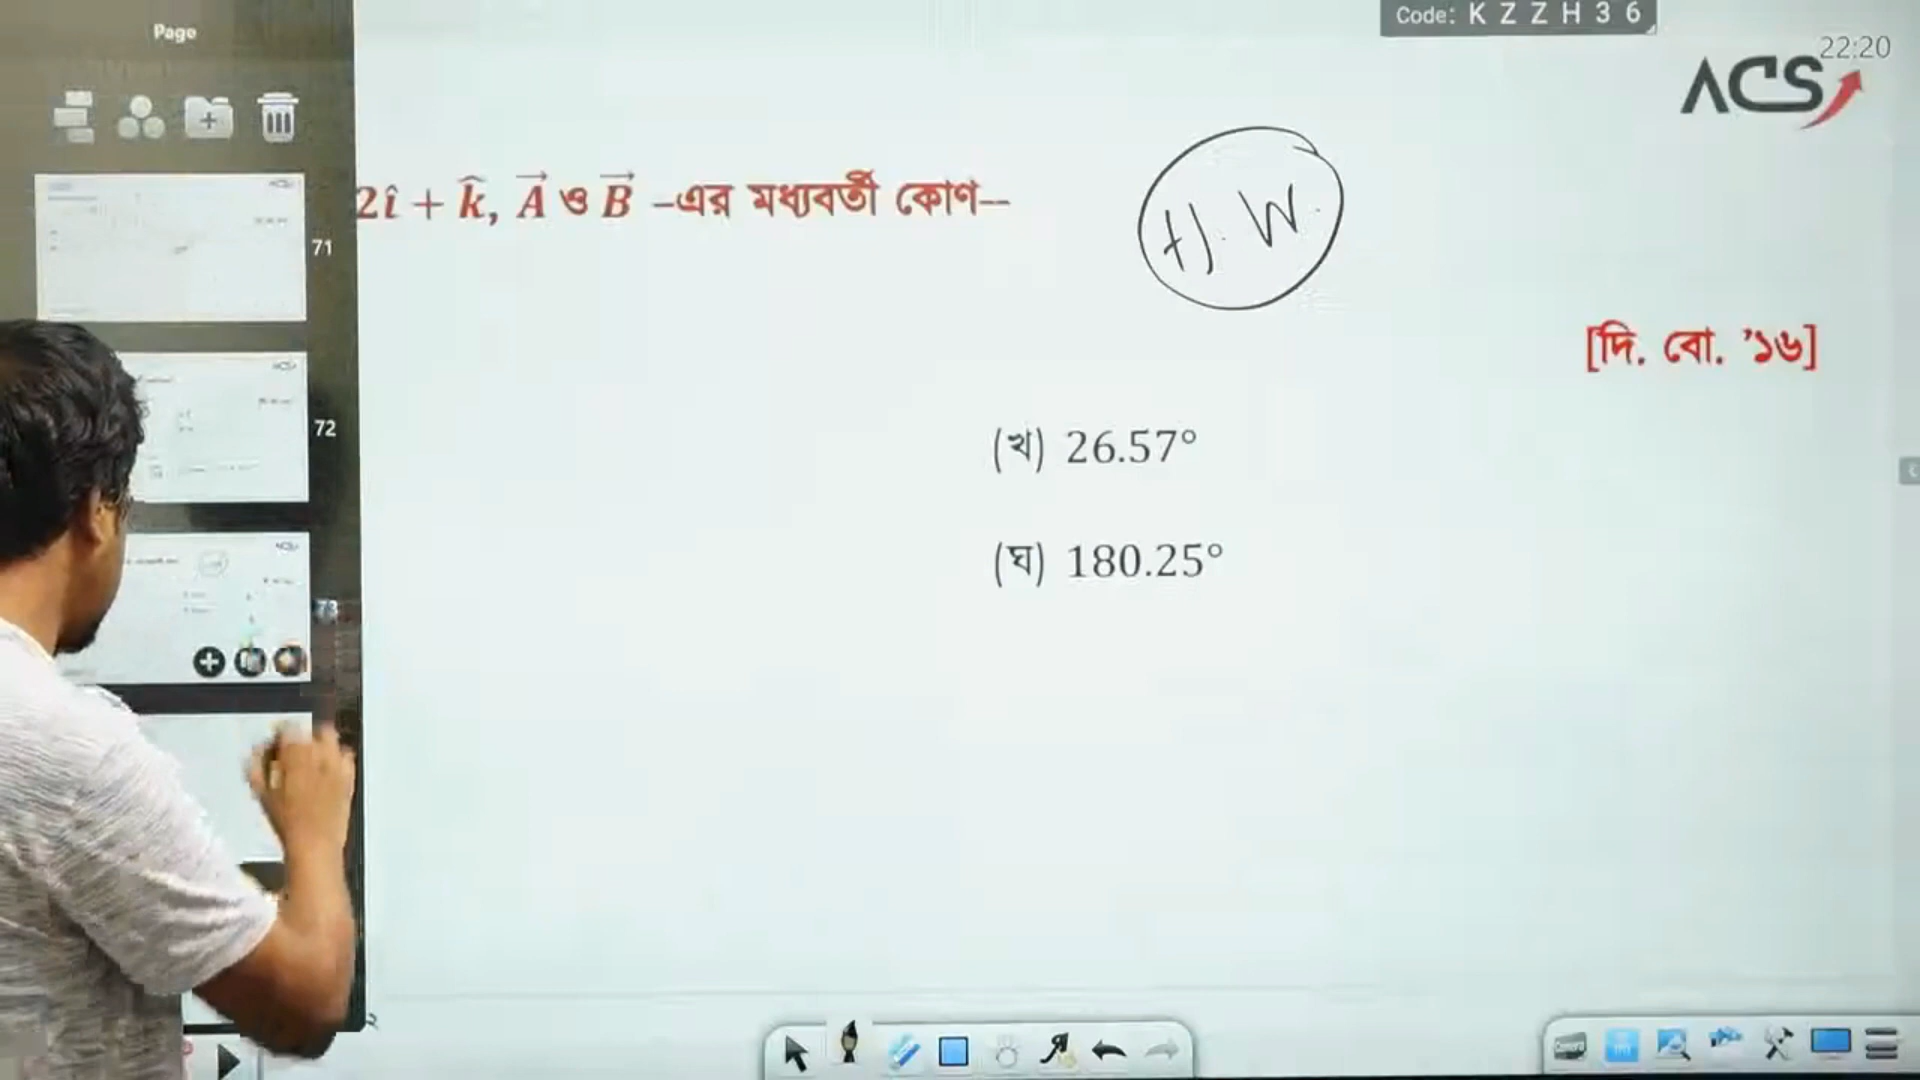 Code: K Z Z H 3 6
Page
22:20
ACS
2î + k̂, A⃗ ও B⃗ –এর মধ্যবর্তী কোণ--
H. W.
71
[দি. বো. '১৬]
72
(খ) 26.57°
(ঘ) 180.25°
73